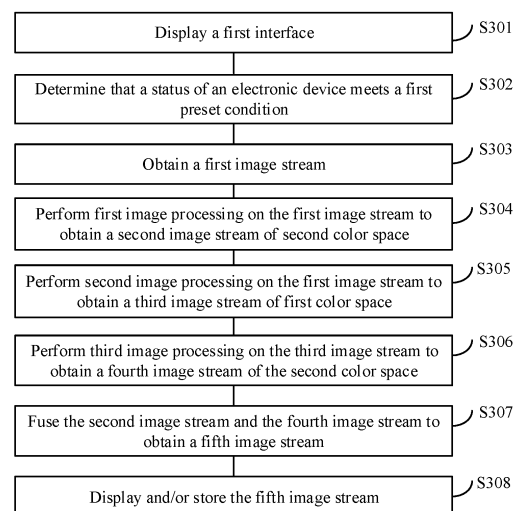 Display a first interface
S301
Determine that a status of an electronic device meets a first
preset condition
S302
Obtain a first image stream
S303
Perform first image processing on the first image stream to
obtain a second image stream of second color space
S304
Perform second image processing on the first image stream to
obtain a third image stream of first color space
S305
Perform third image processing on the third image stream to
obtain a fourth image stream of the second color space
S306
Fuse the second image stream and the fourth image stream to
obtain a fifth image stream
S307
Display and/or store the fifth image stream
S308